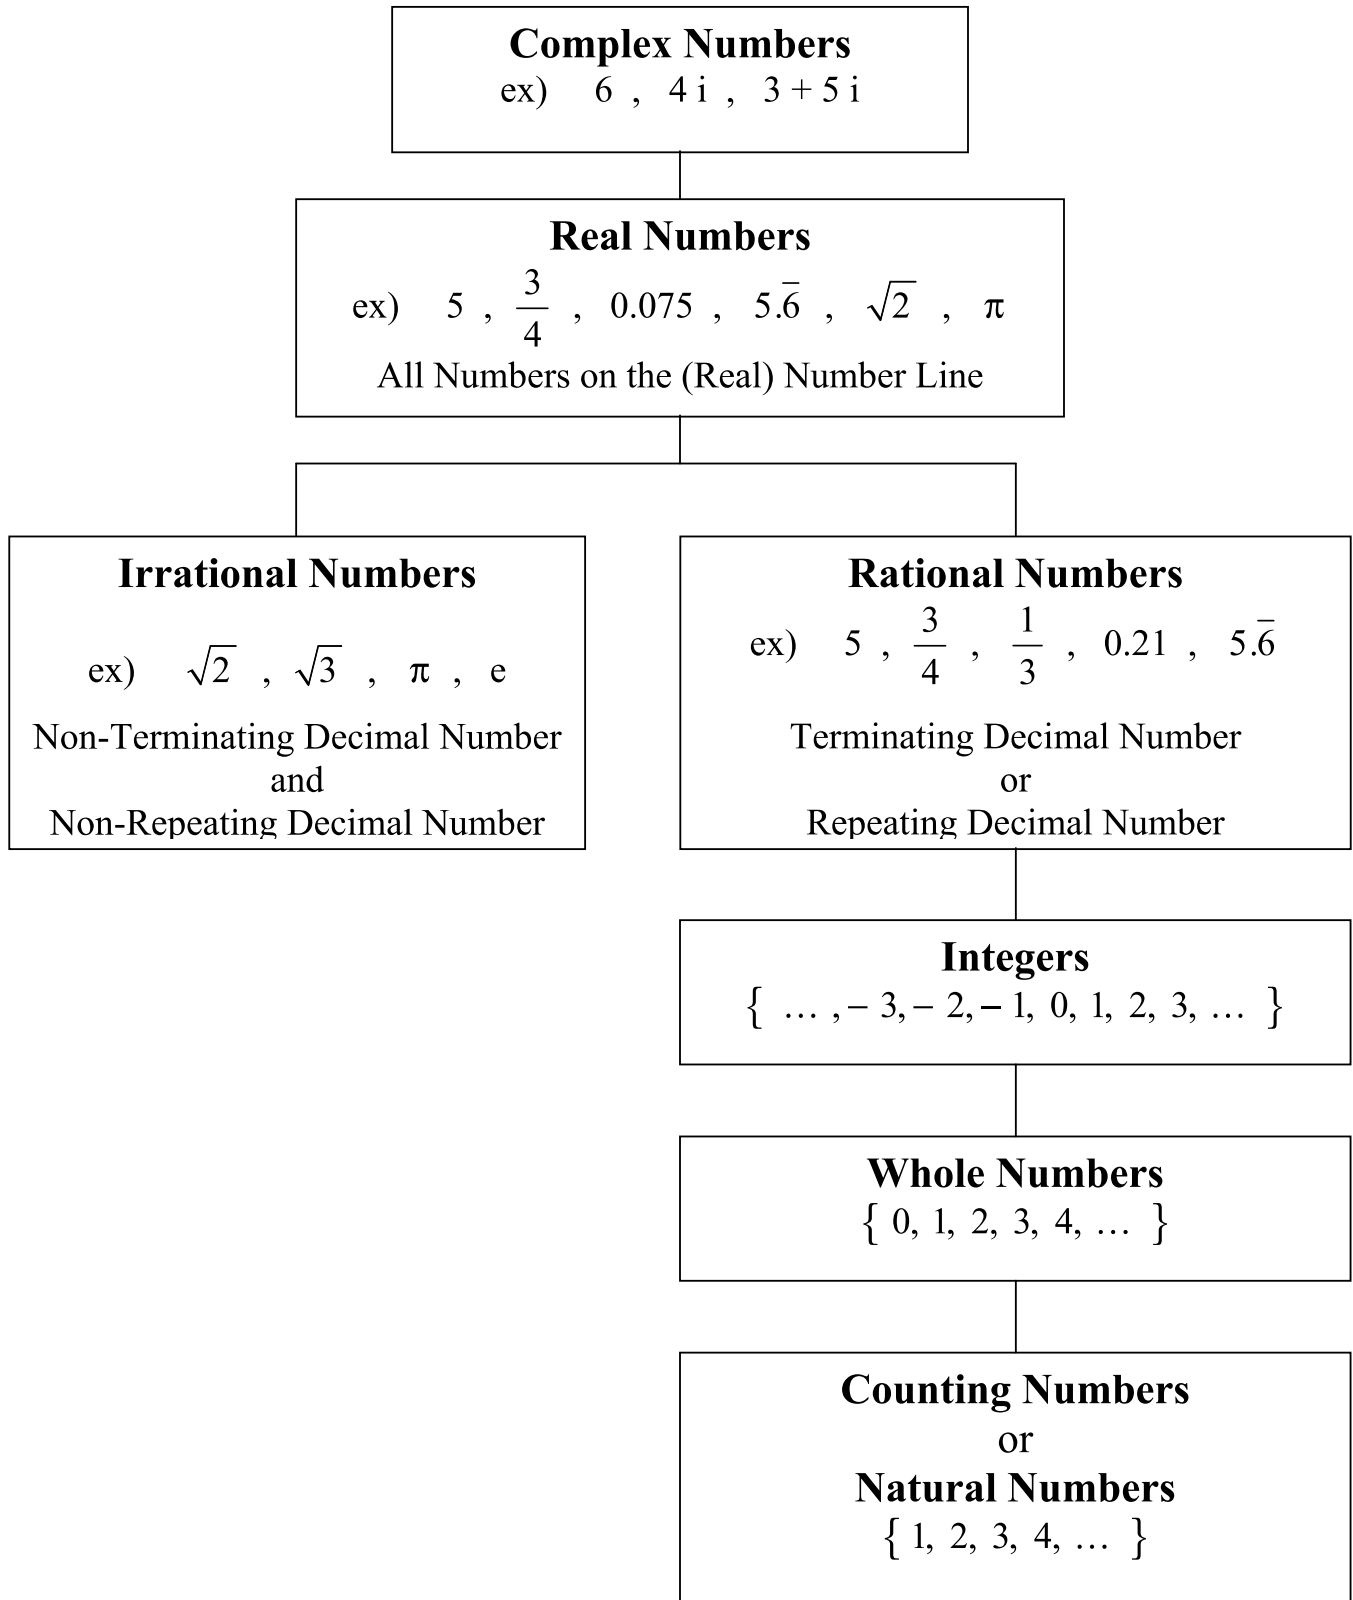 Complex Numbers
ex) 6 , 4 i , 3 + 5 i
Real Numbers
ex) 5 , 3/4 , 0.075 , 5.6̅ , √2 , π
All Numbers on the (Real) Number Line
Irrational Numbers
ex) √2 , √3 , π , e
Non-Terminating Decimal Number
and
Non-Repeating Decimal Number
Rational Numbers
ex) 5 , 3/4 , 1/3 , 0.21 , 5.6̅
Terminating Decimal Number
or
Repeating Decimal Number
Integers
{ … , − 3, − 2, − 1, 0, 1, 2, 3, … }
Whole Numbers
{ 0, 1, 2, 3, 4, … }
Counting Numbers
or
Natural Numbers
{ 1, 2, 3, 4, … }